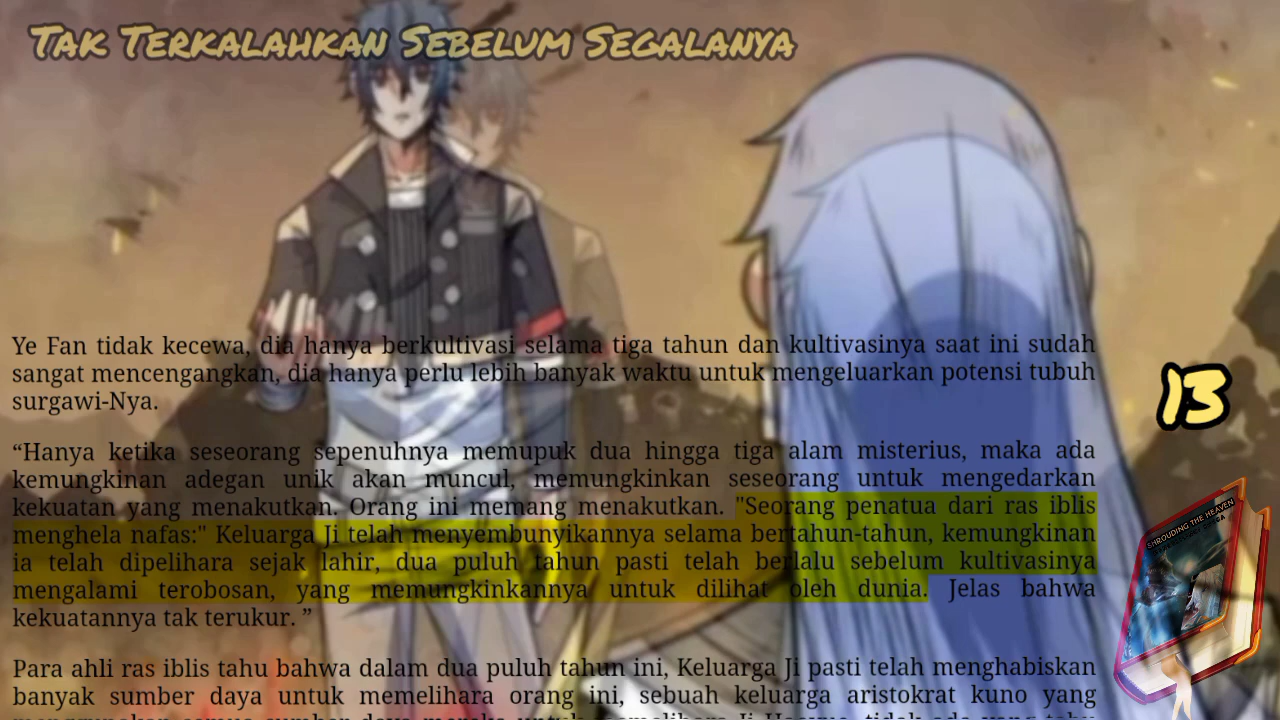 Tak Terkalahkan Sebelum Segalanya
Ye Fan tidak kecewa, dia hanya berkultivasi selama tiga tahun dan kultivasinya saat ini sudah
sangat mencengangkan, dia hanya perlu lebih banyak waktu untuk mengeluarkan potensi tubuh
surgawi-Nya.
“Hanya ketika seseorang sepenuhnya memupuk dua hingga tiga alam misterius, maka ada
kemungkinan adegan unik akan muncul, memungkinkan seseorang untuk mengedarkan
kekuatan yang menakutkan. Orang ini memang menakutkan. "Seorang penatua dari ras iblis
menghela nafas:" Keluarga Ji telah menyembunyikannya selama bertahun-tahun, kemungkinan
ia telah dipelihara sejak lahir, dua puluh tahun pasti telah berlalu sebelum kultivasinya
mengalami terobosan, yang memungkinkannya untuk dilihat oleh dunia. Jelas bahwa
kekuatannya tak terukur. ”
Para ahli ras iblis tahu bahwa dalam dua puluh tahun ini, Keluarga Ji pasti telah menghabiskan
banyak sumber daya untuk memelihara orang ini, sebuah keluarga aristokrat kuno yang
13
SHROUDING THE HEAVEN